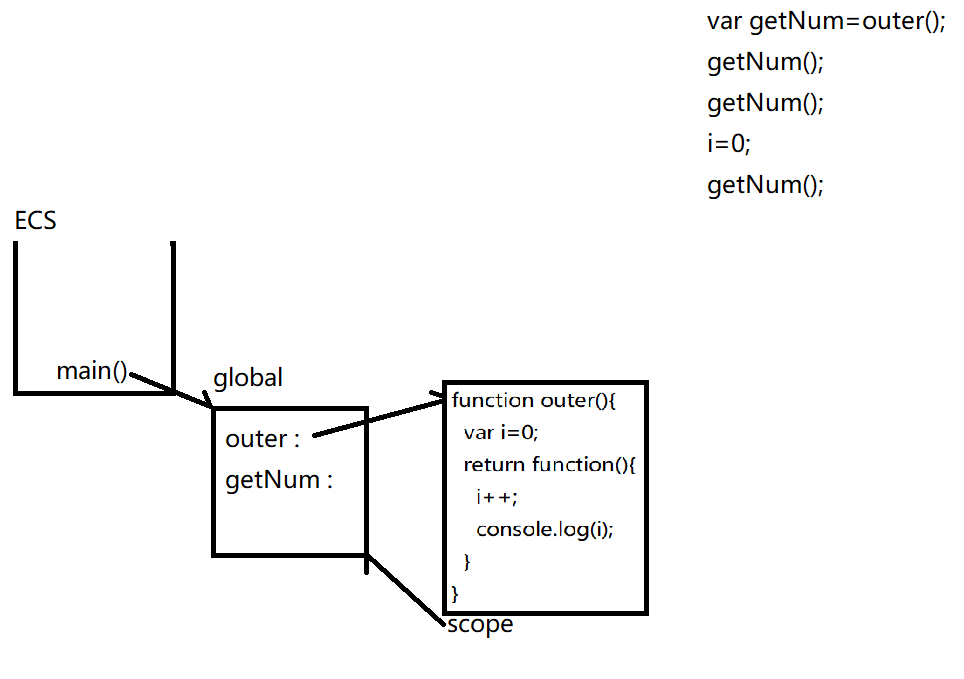 var getNum=outer();
getNum();
getNum();
i=0;
getNum();
ECS
main()
global
outer :
getNum :
function outer(){
var i=0;
return function(){
i++;
console.log(i);
}
}
scope